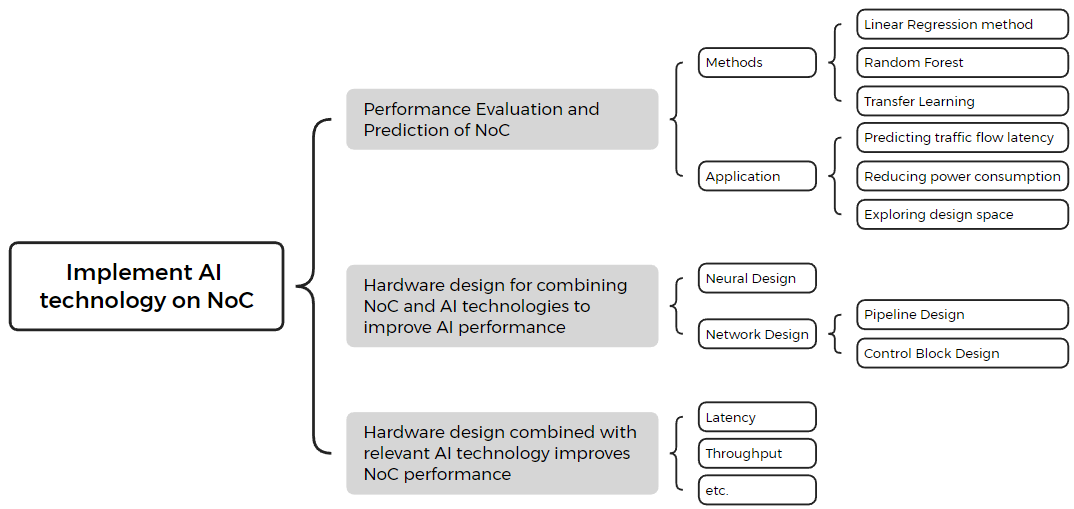 Implement AI
technology on NoC
Performance Evaluation and
Prediction of NoC
Methods
Linear Regression method
Random Forest
Transfer Learning
Application
Predicting traffic flow latency
Reducing power consumption
Exploring design space
Hardware design for combining
NoC and AI technologies to
improve AI performance
Neural Design
Network Design
Pipeline Design
Control Block Design
Hardware design combined with
relevant AI technology improves
NoC performance
Latency
Throughput
etc.